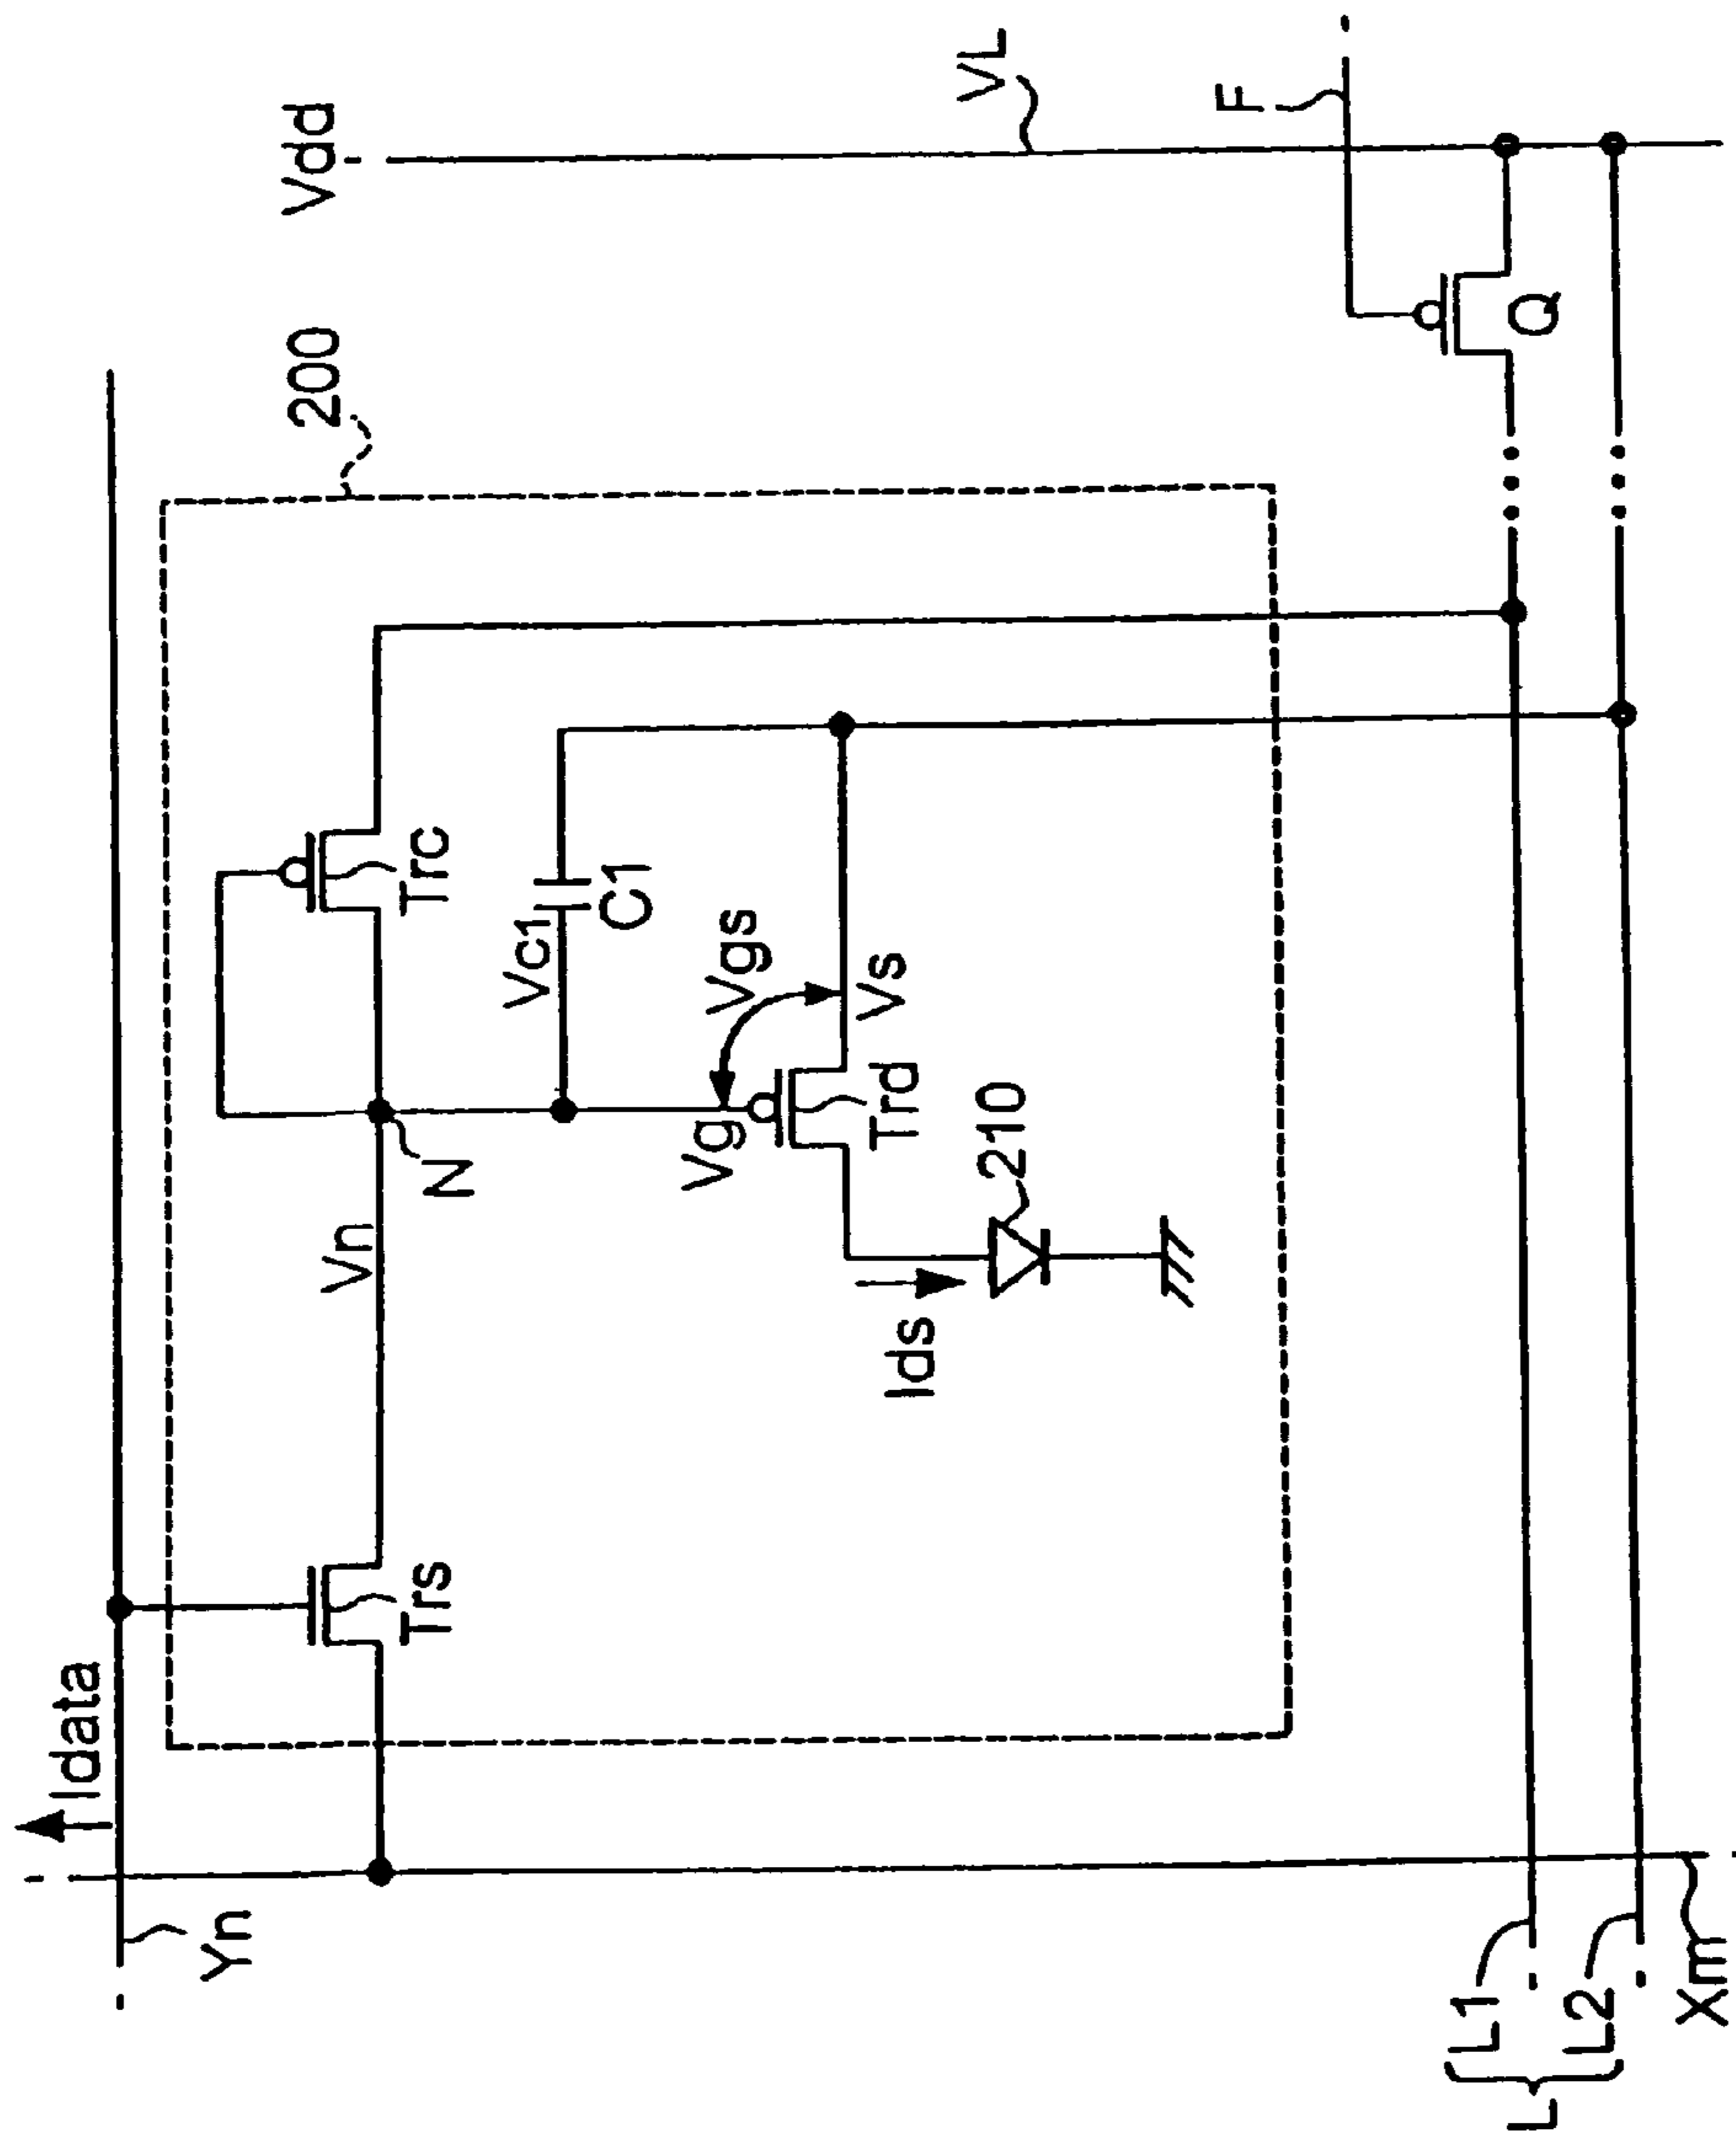 Idata
Yn
Vdd
200
VL
F
Trs
Vn
N
Trc
Vc1
C1
Vgs
Vg
Vs
Trd
Ids
210
Q
L1
L
L2
Xm